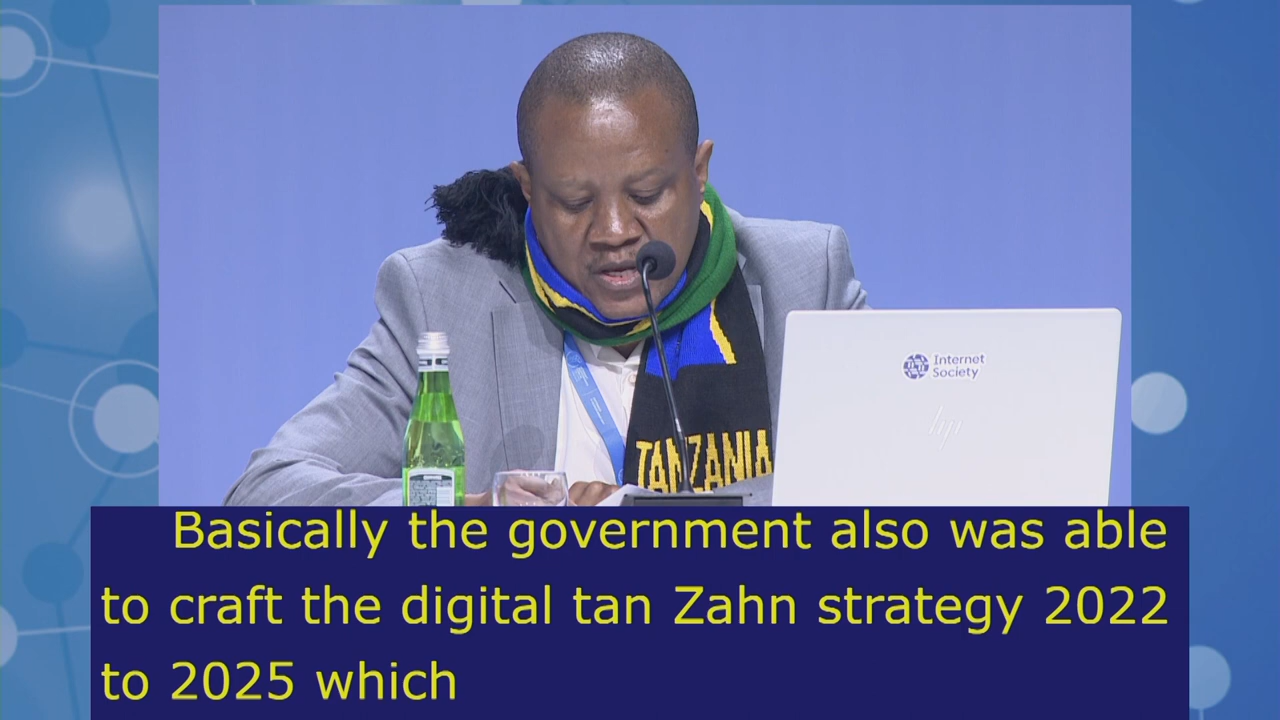 Internet
Society
hp
TANZANIA
Basically the government also was able
to craft the digital tan Zahn strategy 2022
to 2025 which